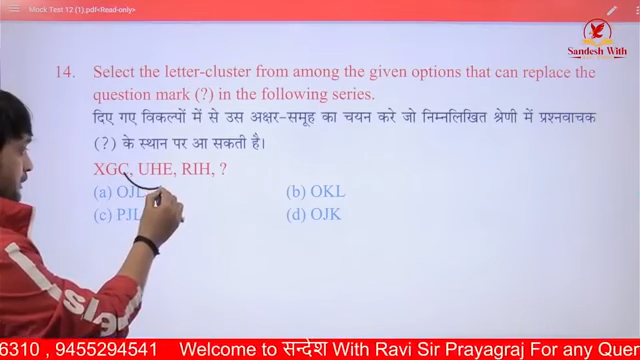 Mock Test 12 (1).pdf<Read-only>
Sandesh With
14. Select the letter-cluster from among the given options that can replace the
question mark (?) in the following series.
दिए गए विकल्पों में से उस अक्षर-समूह का चयन करे जो निम्नलिखित श्रेणी में प्रश्नवाचक
(?) के स्थान पर आ सकती है।
XGC, UHE, RIH, ?
(a) OJL (b) OKL
(c) PJL (d) OJK
6310 , 9455294541 Welcome to सन्देश With Ravi Sir Prayagraj For any Quer